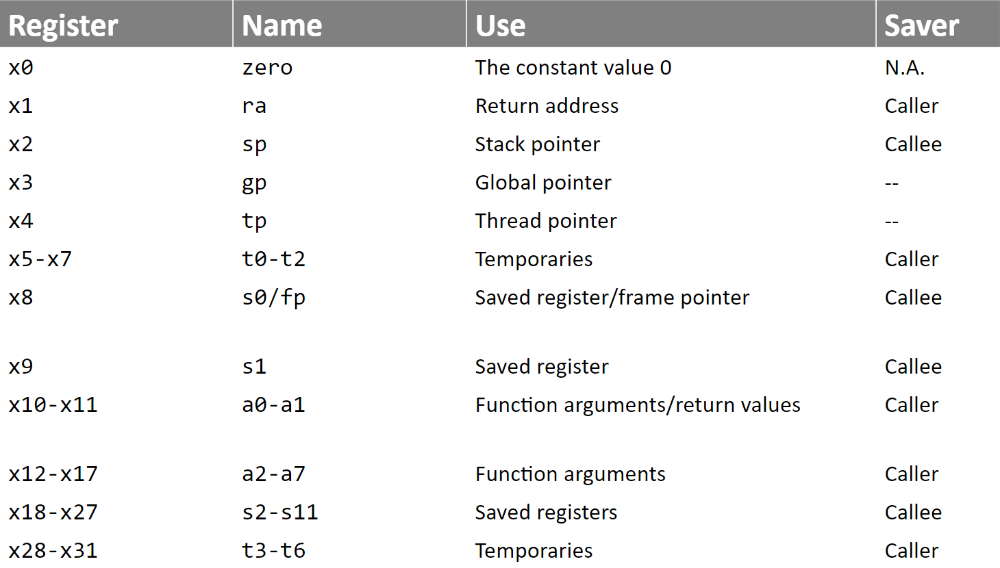 Register Name Use Saver
x0 zero The constant value 0 N.A.
x1 ra Return address Caller
x2 sp Stack pointer Callee
x3 gp Global pointer --
x4 tp Thread pointer --
x5-x7 t0-t2 Temporaries Caller
x8 s0/fp Saved register/frame pointer Callee
x9 s1 Saved register Callee
x10-x11 a0-a1 Function arguments/return values Caller
x12-x17 a2-a7 Function arguments Caller
x18-x27 s2-s11 Saved registers Callee
x28-x31 t3-t6 Temporaries Caller